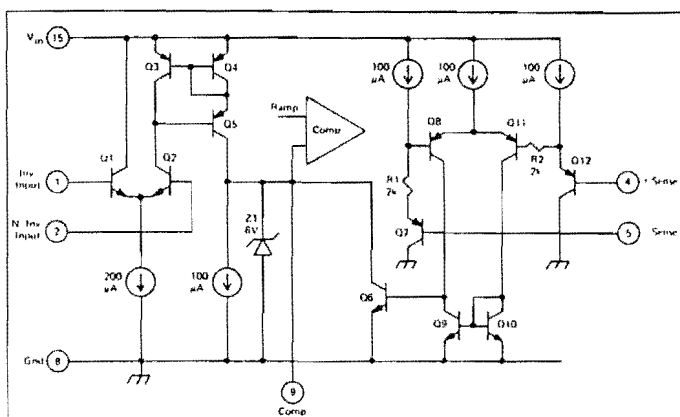 Vin 15
Q3
Q4
100 µA
100 µA
100 µA
Q5
Ramp
Comp
Q8
Q11
Q1
Q2
R2 2k
Q12
Inv Input
1
4 + Sense
R1 2k
N. Inv Input
2
Z1 6V
Q7
5 Sense
200 µA
100 µA
Q6
Q9
Q10
Gnd 8
9
Comp